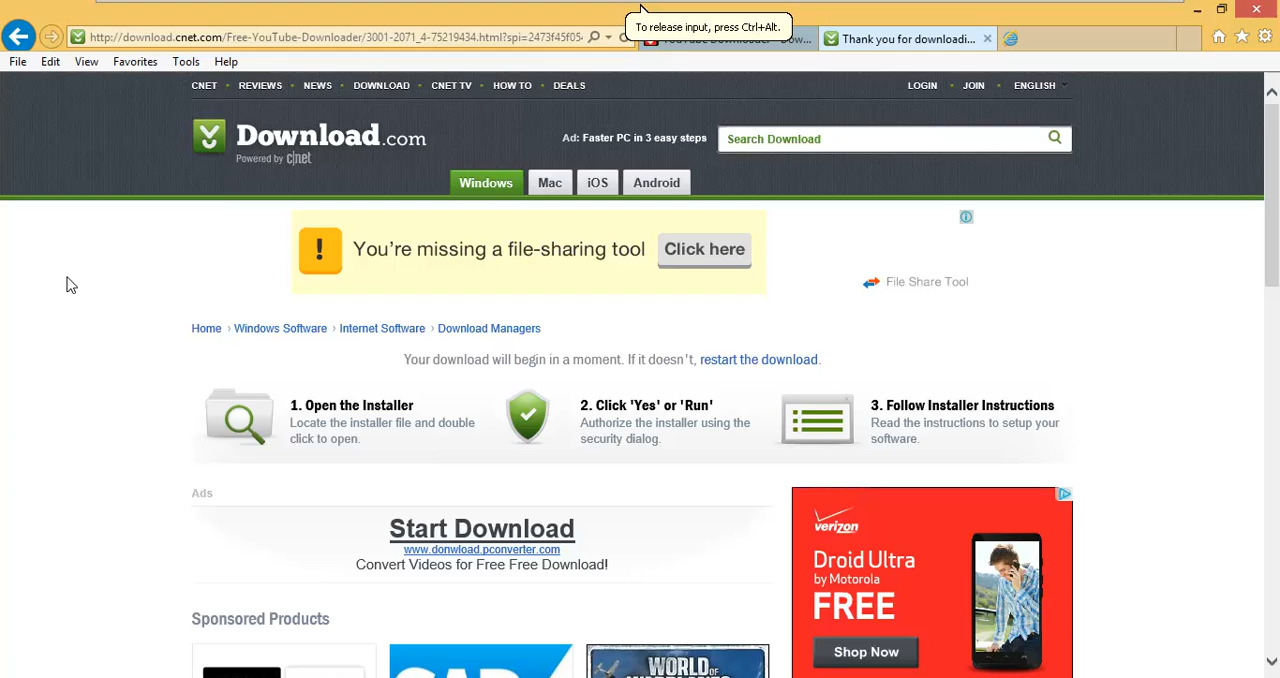 To release input, press Ctrl+Alt.
http://download.cnet.com/Free-YouTube-Downloader/3001-2071_4-75219434.html?spi=2473f45f05
YouTube Downloader - Dow...
Thank you for downloadi...
File Edit View Favorites Tools Help
CNET REVIEWS NEWS DOWNLOAD CNET TV HOW TO DEALS LOGIN JOIN ENGLISH
Download.com
Powered by c|net
Ad: Faster PC in 3 easy steps
Search Download
Windows Mac iOS Android
! You're missing a file-sharing tool Click here
File Share Tool
Home › Windows Software › Internet Software › Download Managers
Your download will begin in a moment. If it doesn't, restart the download.
1. Open the Installer
Locate the installer file and double
click to open.
2. Click 'Yes' or 'Run'
Authorize the installer using the
security dialog.
3. Follow Installer Instructions
Read the instructions to setup your
software.
Ads
Start Download
www.donwload.pconverter.com
Convert Videos for Free Free Download!
verizon
Droid Ultra
by Motorola
FREE
Shop Now
Sponsored Products
WORLD OF